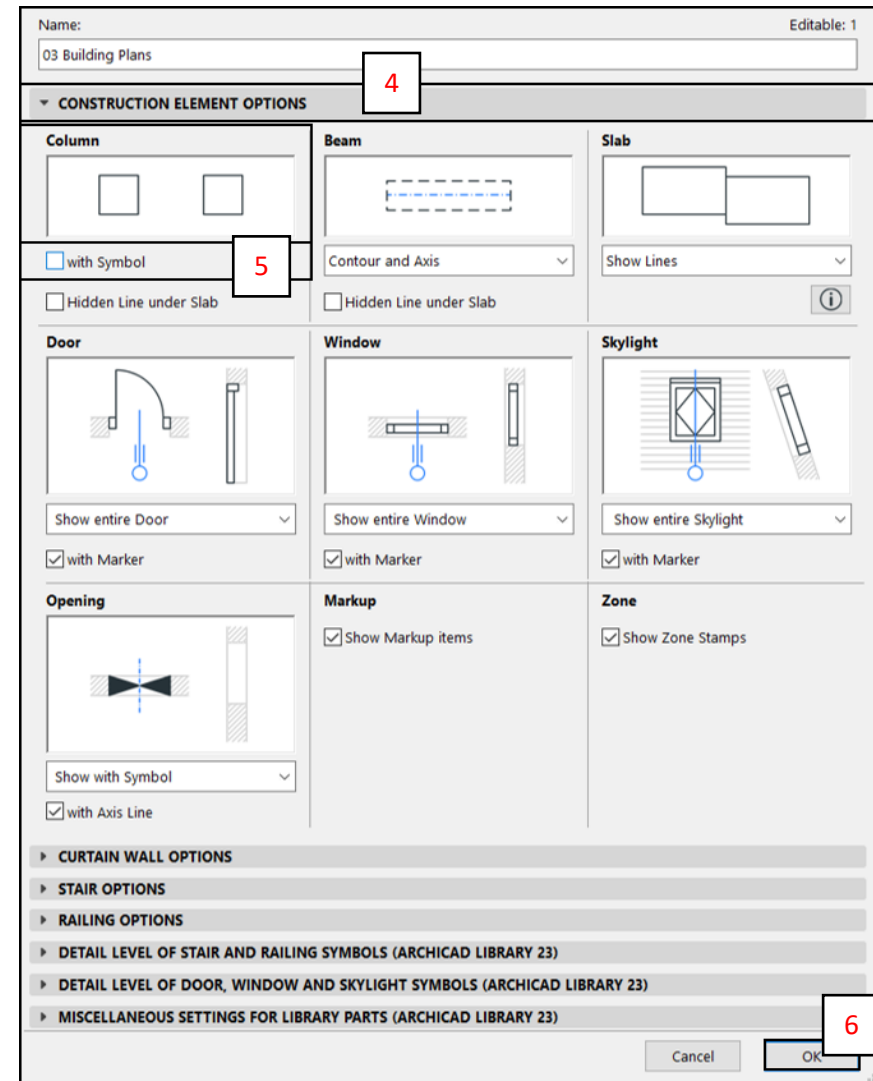 Name: Editable: 1
03 Building Plans
4
CONSTRUCTION ELEMENT OPTIONS
Column Beam Slab
with Symbol 5 Contour and Axis Show Lines
Hidden Line under Slab Hidden Line under Slab
Door Window Skylight
Show entire Door Show entire Window Show entire Skylight
with Marker with Marker with Marker
Opening Markup Zone
Show Markup items Show Zone Stamps
Show with Symbol
with Axis Line
CURTAIN WALL OPTIONS
STAIR OPTIONS
RAILING OPTIONS
DETAIL LEVEL OF STAIR AND RAILING SYMBOLS (ARCHICAD LIBRARY 23)
DETAIL LEVEL OF DOOR, WINDOW AND SKYLIGHT SYMBOLS (ARCHICAD LIBRARY 23)
MISCELLANEOUS SETTINGS FOR LIBRARY PARTS (ARCHICAD LIBRARY 23)
6
Cancel OK